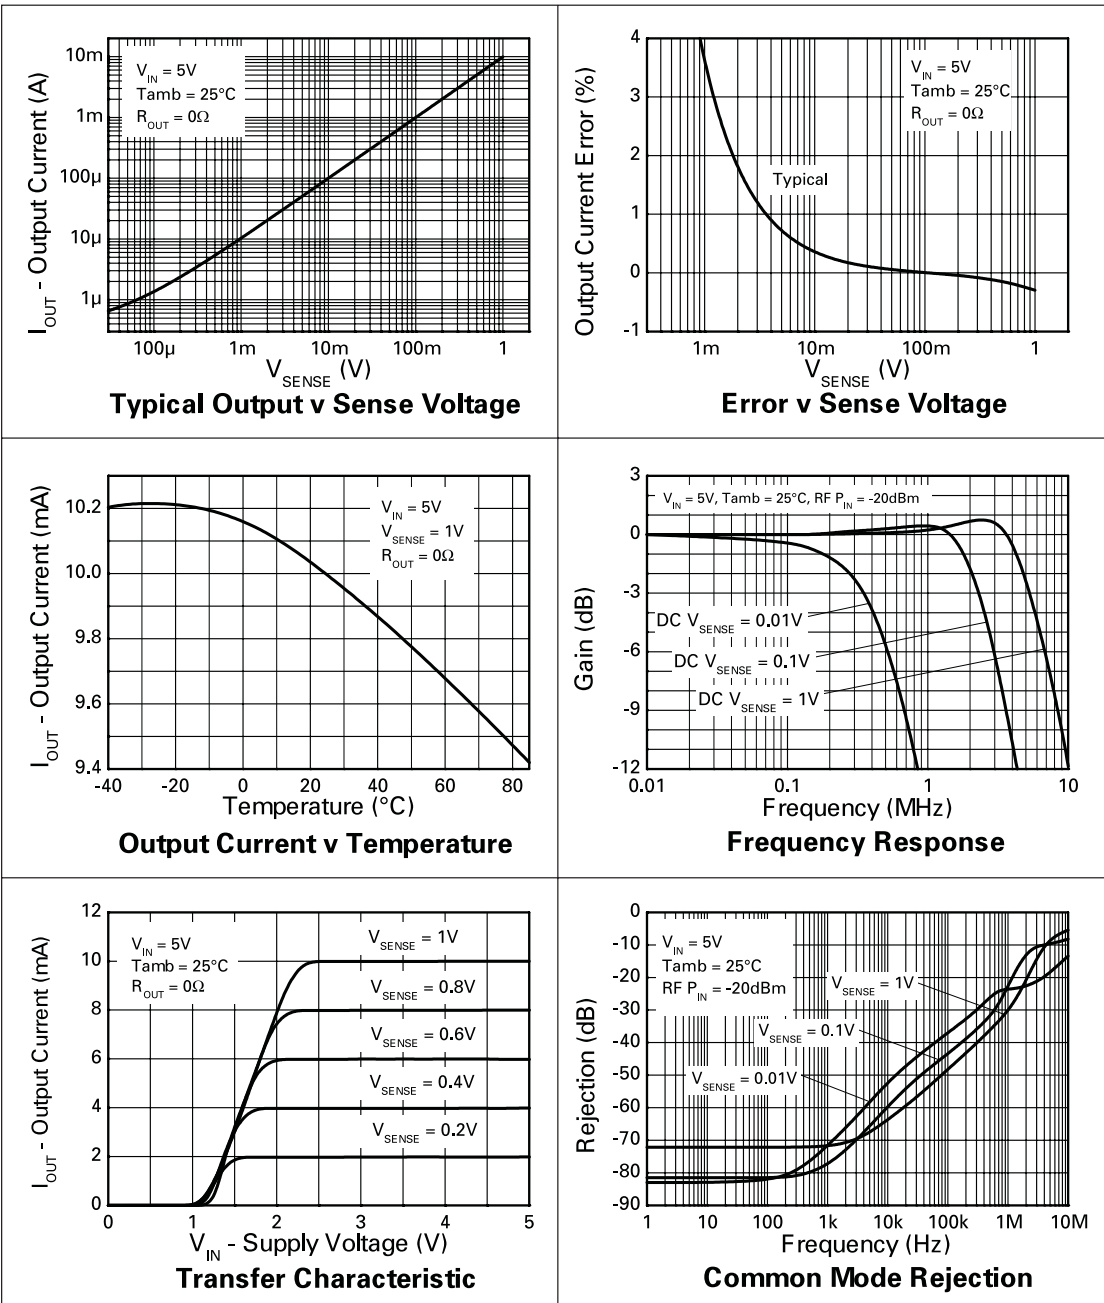 10m
1m
100µ
10µ
1µ
I_OUT - Output Current (A)
V_IN = 5V
Tamb = 25°C
R_OUT = 0Ω
100µ 1m 10m 100m 1
V_SENSE (V)
Typical Output v Sense Voltage
4
3
2
1
0
-1
Output Current Error (%)
V_IN = 5V
Tamb = 25°C
R_OUT = 0Ω
Typical
1m 10m 100m 1
V_SENSE (V)
Error v Sense Voltage
10.2
10.0
9.8
9.6
9.4
I_OUT - Output Current (mA)
V_IN = 5V
V_SENSE = 1V
R_OUT = 0Ω
-40 -20 0 20 40 60 80
Temperature (°C)
Output Current v Temperature
3
0
-3
-6
-9
-12
Gain (dB)
V_IN = 5V, Tamb = 25°C, RF P_IN = -20dBm
DC V_SENSE = 0.01V
DC V_SENSE = 0.1V
DC V_SENSE = 1V
0.01 0.1 1 10
Frequency (MHz)
Frequency Response
12
10
8
6
4
2
0
I_OUT - Output Current (mA)
V_IN = 5V
Tamb = 25°C
R_OUT = 0Ω
V_SENSE = 1V
V_SENSE = 0.8V
V_SENSE = 0.6V
V_SENSE = 0.4V
V_SENSE = 0.2V
0 1 2 3 4 5
V_IN - Supply Voltage (V)
Transfer Characteristic
0
-10
-20
-30
-40
-50
-60
-70
-80
-90
Rejection (dB)
V_IN = 5V
Tamb = 25°C
RF P_IN = -20dBm
V_SENSE = 1V
V_SENSE = 0.1V
V_SENSE = 0.01V
1 10 100 1k 10k 100k 1M 10M
Frequency (Hz)
Common Mode Rejection